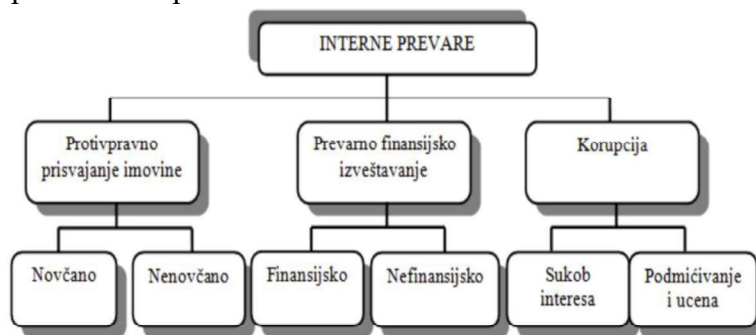 INTERNE PREVARE
Protivpravno
prisvajanje imovine
Prevarno finansijsko
izveštavanje
Korupcija
Novčano
Nenovčano
Finansijsko
Nefinansijsko
Sukob
interesa
Podmićivanje
i ucena